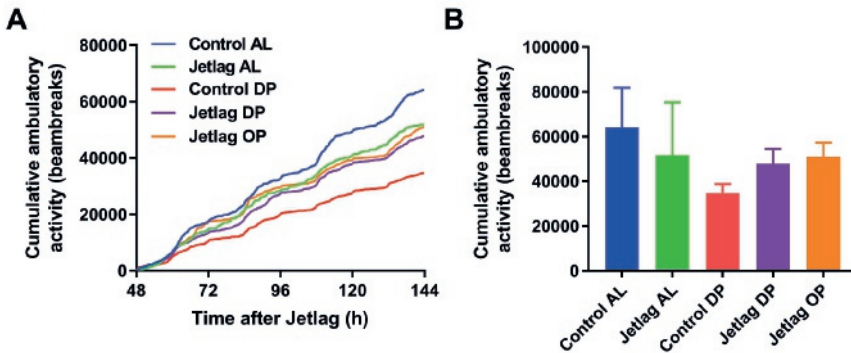 A
Cumulative ambulatory
activity (beambreaks)
80000
60000
40000
20000
0
Control AL
Jetlag AL
Control DP
Jetlag DP
Jetlag OP
48 72 96 120 144
Time after Jetlag (h)
B
Cumulative ambulatory
activity (beambreaks)
100000
80000
60000
40000
20000
0
Control AL
Jetlag AL
Control DP
Jetlag DP
Jetlag OP